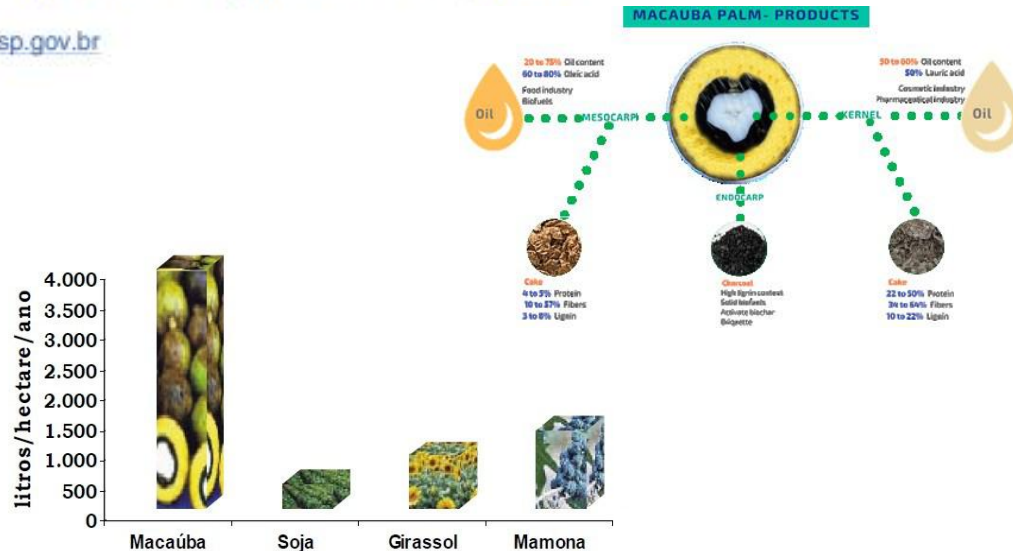 sp.gov.br
MACAUBA PALM- PRODUCTS
20 to 75% Oil content
60 to 80% Oleic acid
Food industry
Biofuels
Oil
MESOCARP
30 to 60% Oil content
50% Lauric acid
Cosmetic industry
Pharmaceutical industry
KERNEL
Oil
ENDOCARP
Cake
4 to 5% Protein
10 to 37% Fibers
3 to 8% Lignin
Charcoal
High lignin content
Solid biofuels
Activate biochar
Briquette
Cake
22 to 50% Protein
34 to 64% Fibers
10 to 22% Lignin
litros/hectare/ano
4.000
3.500
3.000
2.500
2.000
1.500
1.000
500
0
Macaúba
Soja
Girassol
Mamona